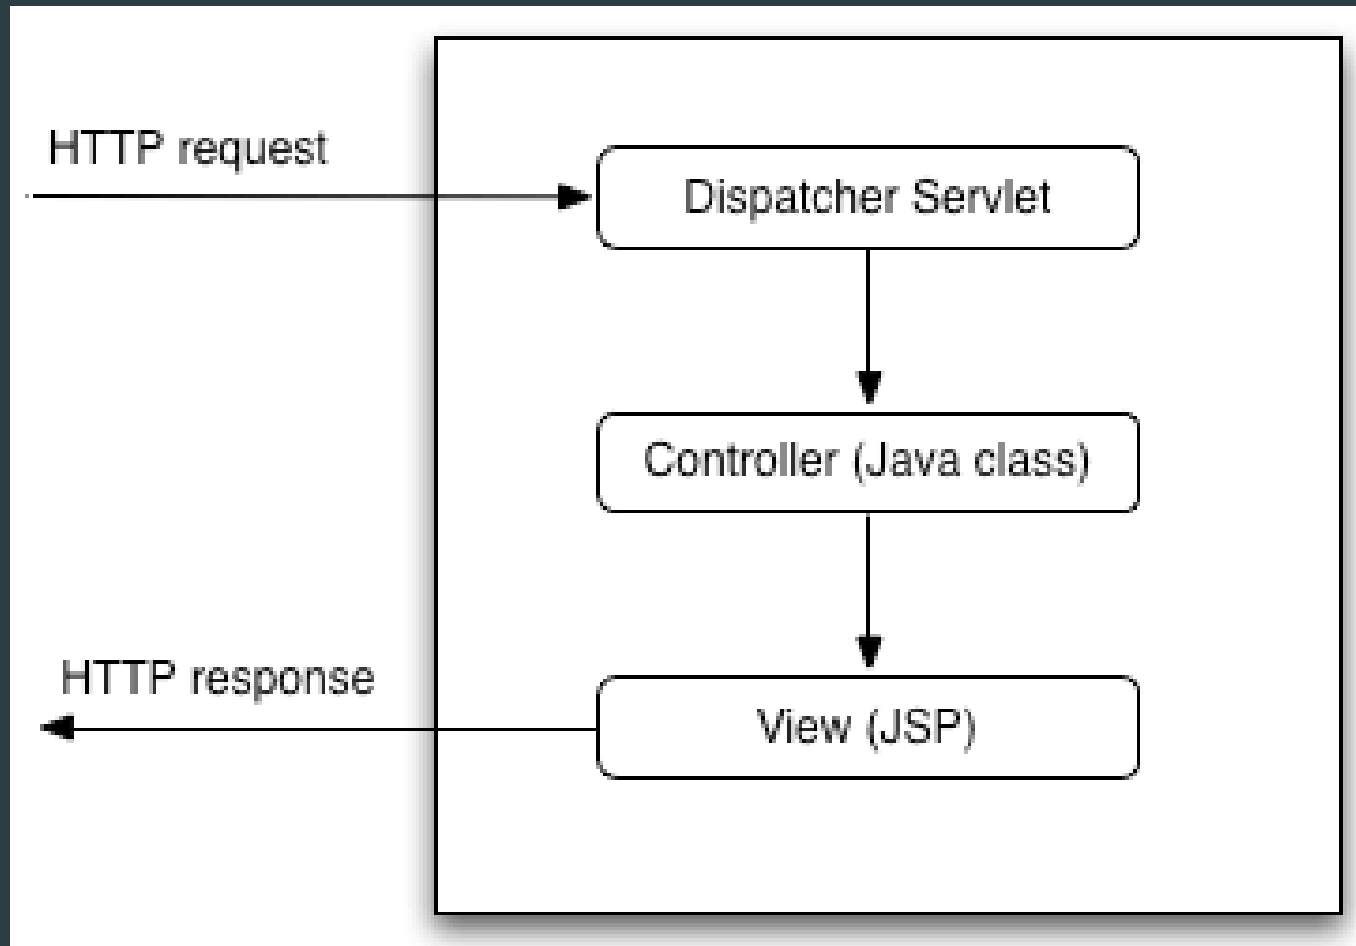 HTTP request
Dispatcher Servlet
Controller (Java class)
HTTP response
View (JSP)